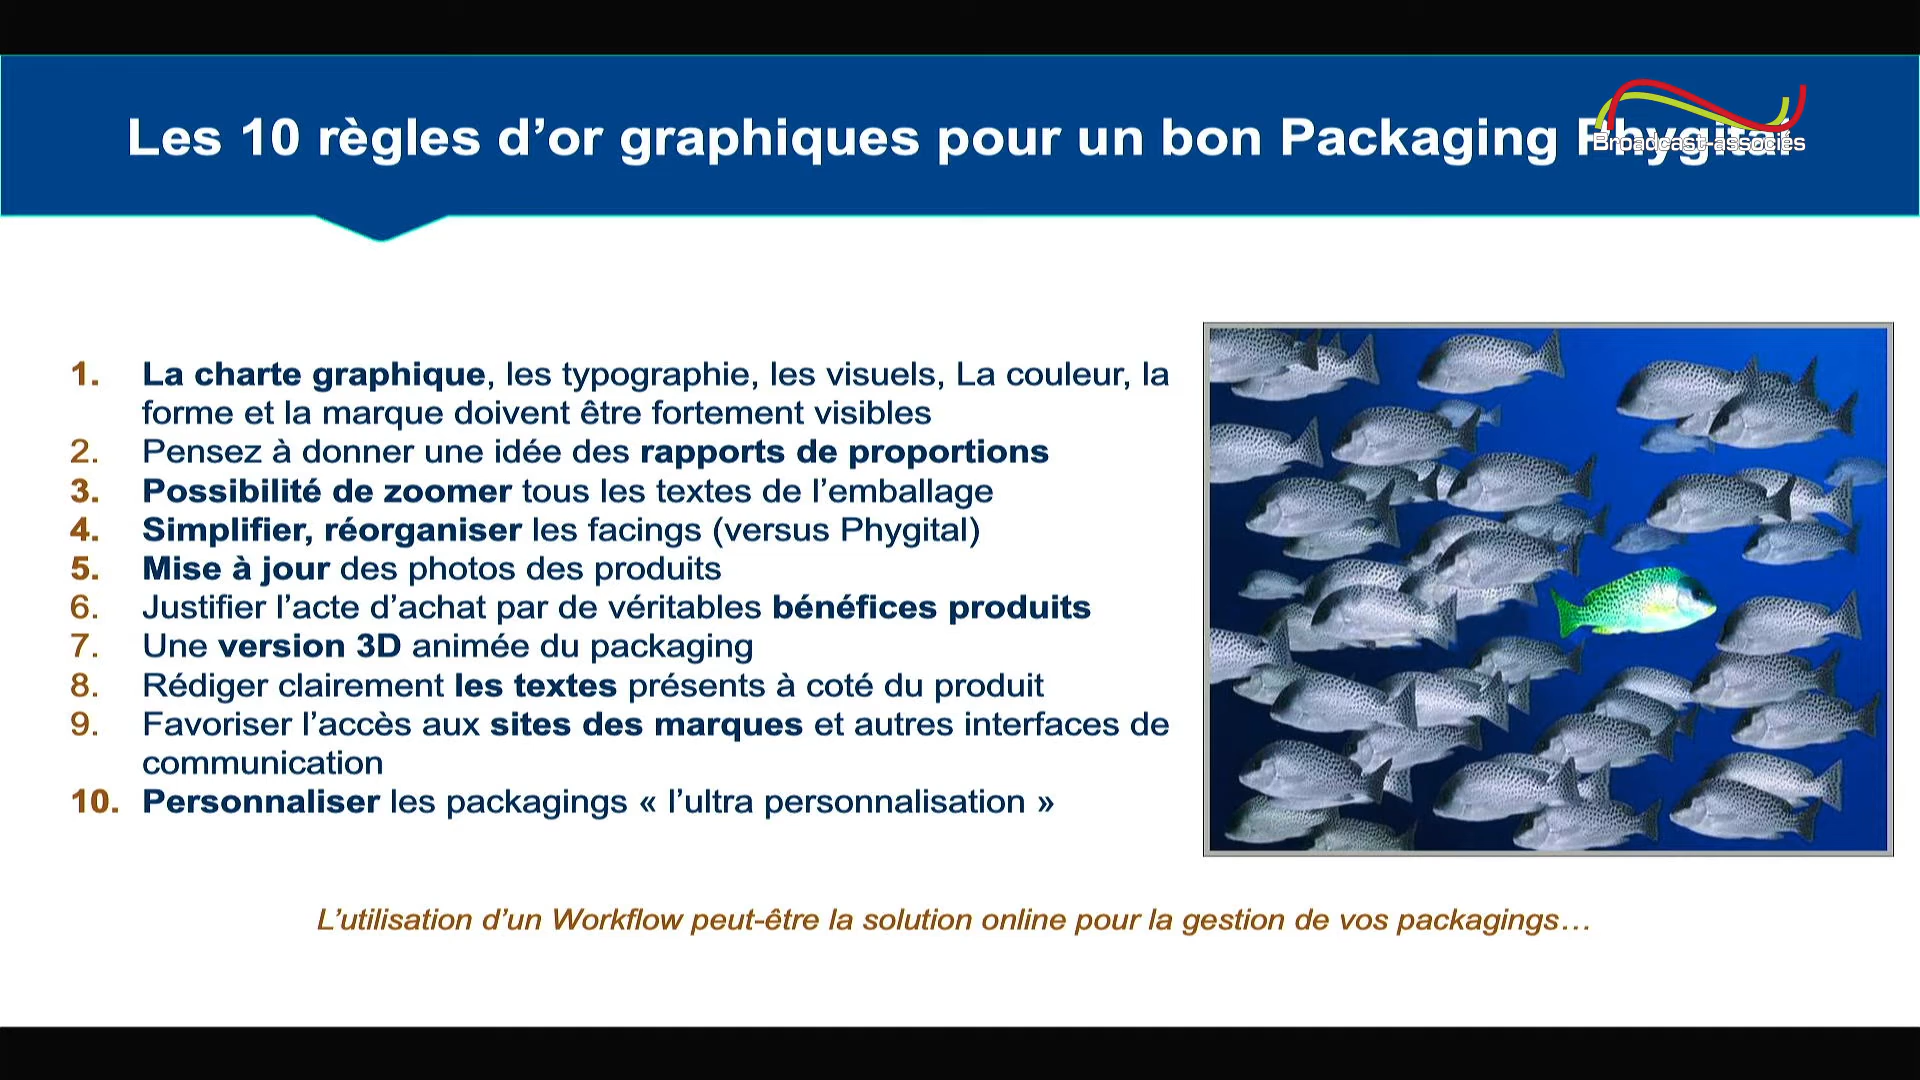 Les 10 règles d’or graphiques pour un bon Packaging Phygital
Broadcast-associés
1. La charte graphique, les typographie, les visuels, La couleur, la
forme et la marque doivent être fortement visibles
2. Pensez à donner une idée des rapports de proportions
3. Possibilité de zoomer tous les textes de l’emballage
4. Simplifier, réorganiser les facings (versus Phygital)
5. Mise à jour des photos des produits
6. Justifier l’acte d’achat par de véritables bénéfices produits
7. Une version 3D animée du packaging
8. Rédiger clairement les textes présents à coté du produit
9. Favoriser l’accès aux sites des marques et autres interfaces de
communication
10. Personnaliser les packagings « l’ultra personnalisation »
L’utilisation d’un Workflow peut-être la solution online pour la gestion de vos packagings…